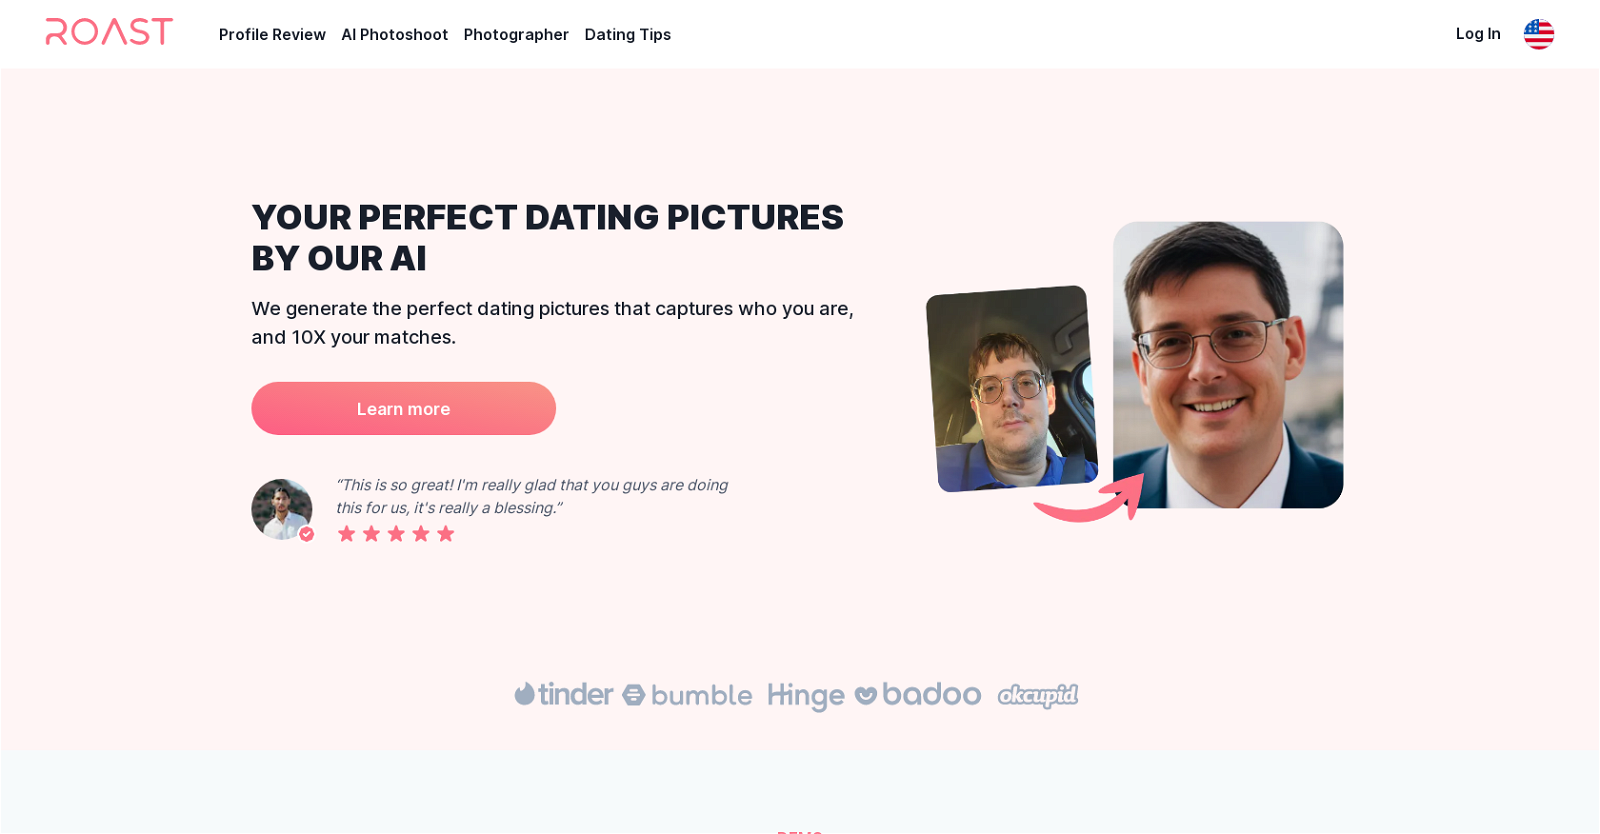 ROAST
Profile Review
AI Photoshoot
Photographer
Dating Tips
Log In
YOUR PERFECT DATING PICTURES
BY OUR AI
We generate the perfect dating pictures that captures who you are,
and 10X your matches.
Learn more
“This is so great! I'm really glad that you guys are doing
this for us, it's really a blessing.”
tinder
bumble
Hinge
badoo
okcupid